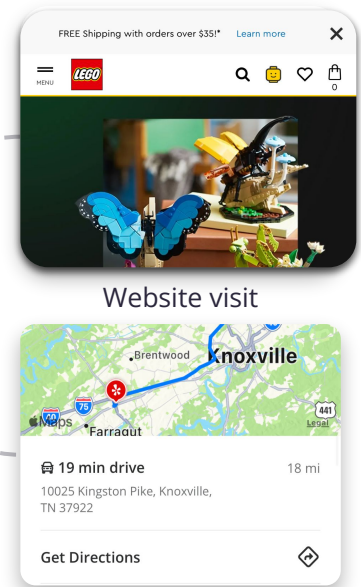 FREE Shipping with orders over $35!* Learn more
MENU
LEGO
0
Website visit
Brentwood
Knoxville
75
40
441
Maps
Farragut
Legal
19 min drive
18 mi
10025 Kingston Pike, Knoxville,
TN 37922
Get Directions